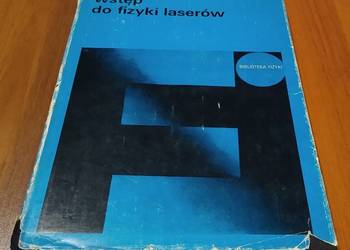 Wstęp
do fizyki laserów
BIBLIOTEKA FIZYKI